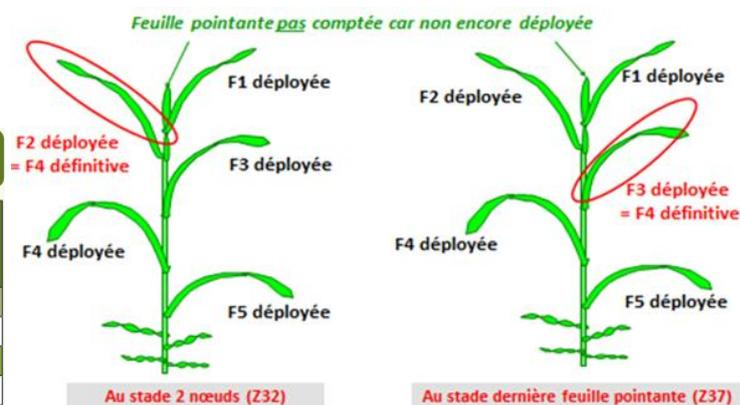 Feuille pointante pas comptée car non encore déployée
F1 déployée
F2 déployée
= F4 définitive
F3 déployée
F4 déployée
F5 déployée
Au stade 2 nœuds (Z32)
F1 déployée
F2 déployée
F3 déployée
= F4 définitive
F4 déployée
F5 déployée
Au stade dernière feuille pointante (Z37)